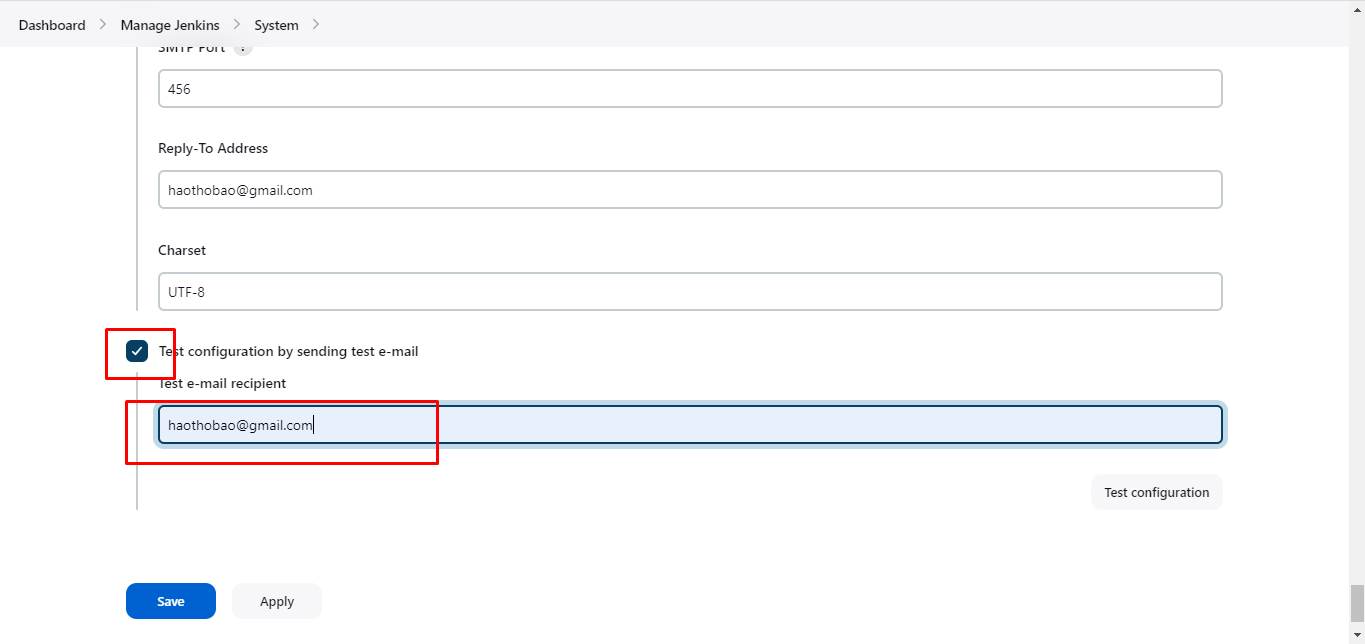 Dashboard > Manage Jenkins > System >
SMTP Port ?
456
Reply-To Address
haothobao@gmail.com
Charset
UTF-8
Test configuration by sending test e-mail
Test e-mail recipient
haothobao@gmail.com
Test configuration
Save Apply